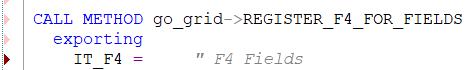 CALL METHOD go_grid->REGISTER_F4_FOR_FIELDS
exporting
IT_F4 = " F4 Fields